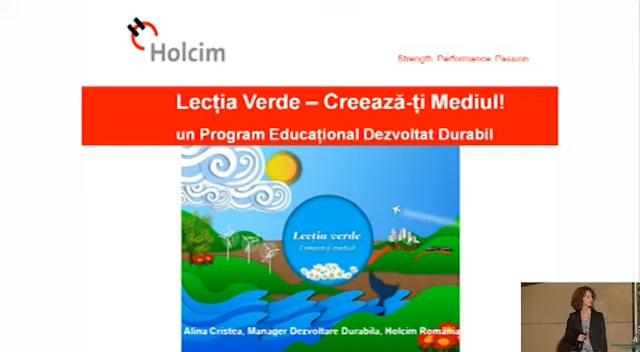 Holcim
Strength. Performance. Passion
Lecția Verde – Creează-ți Mediul!
un Program Educațional Dezvoltat Durabil
Lectia verde
Creează-ți mediul!
Alina Cristea, Manager Dezvoltare Durabila, Holcim Romania